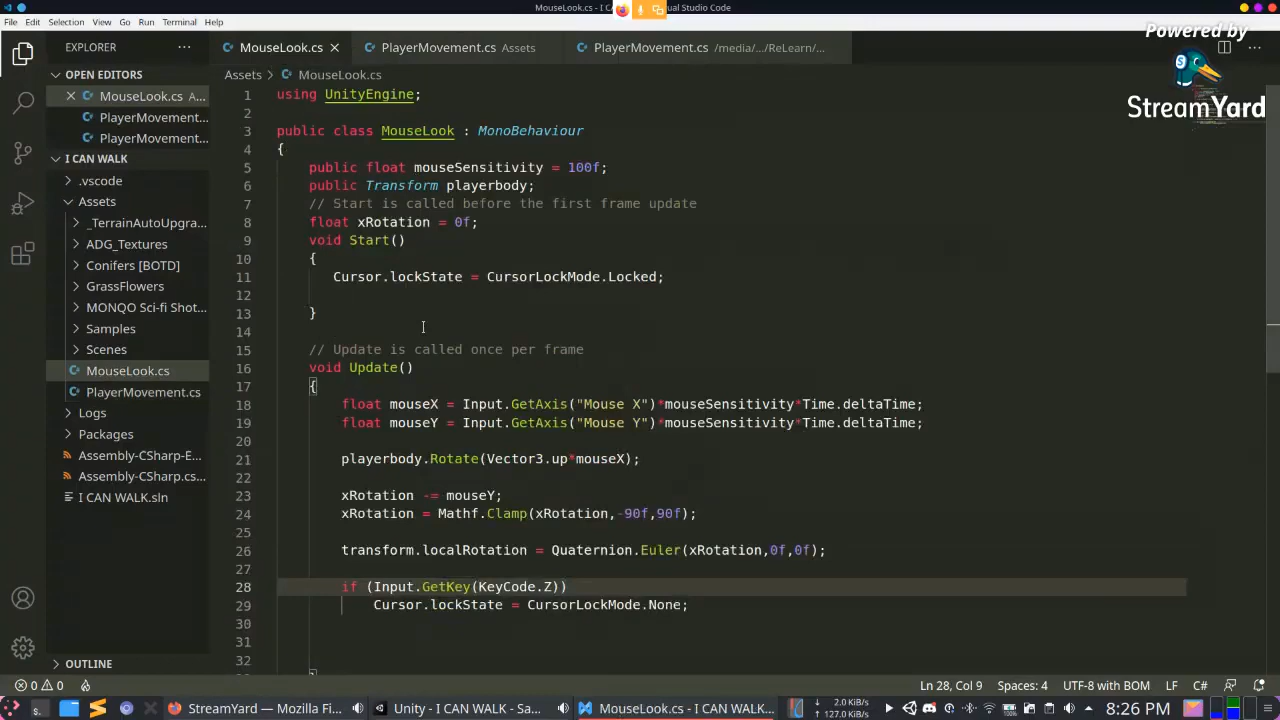 MouseLook.cs - I C
ual Studio Code
File Edit Selection View Go Run Terminal Help
Powered by
StreamYard
EXPLORER
MouseLook.cs
PlayerMovement.cs Assets
PlayerMovement.cs /media/.../ReLearn/...
OPEN EDITORS
MouseLook.cs A...
PlayerMovement...
PlayerMovement...
I CAN WALK
.vscode
Assets
_TerrainAutoUpgra...
ADG_Textures
Conifers [BOTD]
GrassFlowers
MONQO Sci-fi Shot...
Samples
Scenes
MouseLook.cs
PlayerMovement.cs
Logs
Packages
Assembly-CSharp-E...
Assembly-CSharp.cs...
I CAN WALK.sln
OUTLINE
Assets > MouseLook.cs
1 using UnityEngine;
2
3 public class MouseLook : MonoBehaviour
4 {
5 public float mouseSensitivity = 100f;
6 public Transform playerbody;
7 // Start is called before the first frame update
8 float xRotation = 0f;
9 void Start()
10 {
11 Cursor.lockState = CursorLockMode.Locked;
12
13 }
14
15 // Update is called once per frame
16 void Update()
17 {
18 float mouseX = Input.GetAxis("Mouse X")*mouseSensitivity*Time.deltaTime;
19 float mouseY = Input.GetAxis("Mouse Y")*mouseSensitivity*Time.deltaTime;
20
21 playerbody.Rotate(Vector3.up*mouseX);
22
23 xRotation -= mouseY;
24 xRotation = Mathf.Clamp(xRotation,-90f,90f);
25
26 transform.localRotation = Quaternion.Euler(xRotation,0f,0f);
27
28 if (Input.GetKey(KeyCode.Z))
29 Cursor.lockState = CursorLockMode.None;
30
31
32
0 0
Ln 28, Col 9 Spaces: 4 UTF-8 with BOM LF C#
StreamYard — Mozilla Fi...
Unity - I CAN WALK - Sa...
MouseLook.cs - I CAN WALK...
2.0 KiB/s
127.0 KiB/s
8:26 PM